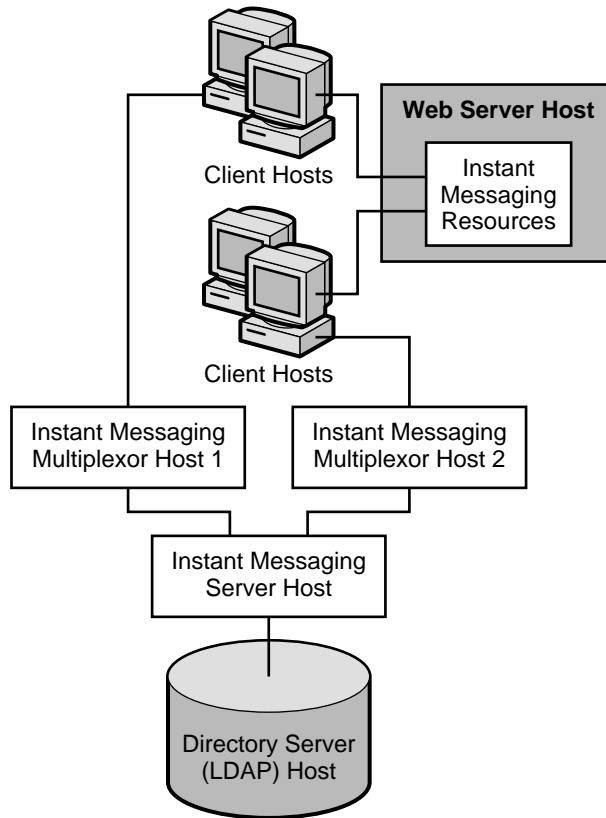 Web Server Host
Instant
Messaging
Resources
Client Hosts
Client Hosts
Instant Messaging
Multiplexor Host 1
Instant Messaging
Multiplexor Host 2
Instant Messaging
Server Host
Directory Server
(LDAP) Host